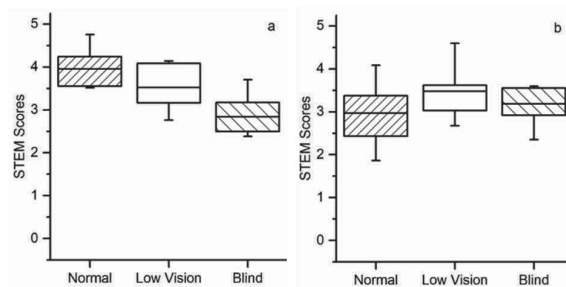 a
STEM Scores
5
4
3
2
1
0
Normal
Low Vision
Blind
b
STEM Scores
5
4
3
2
1
0
Normal
Low Vision
Blind